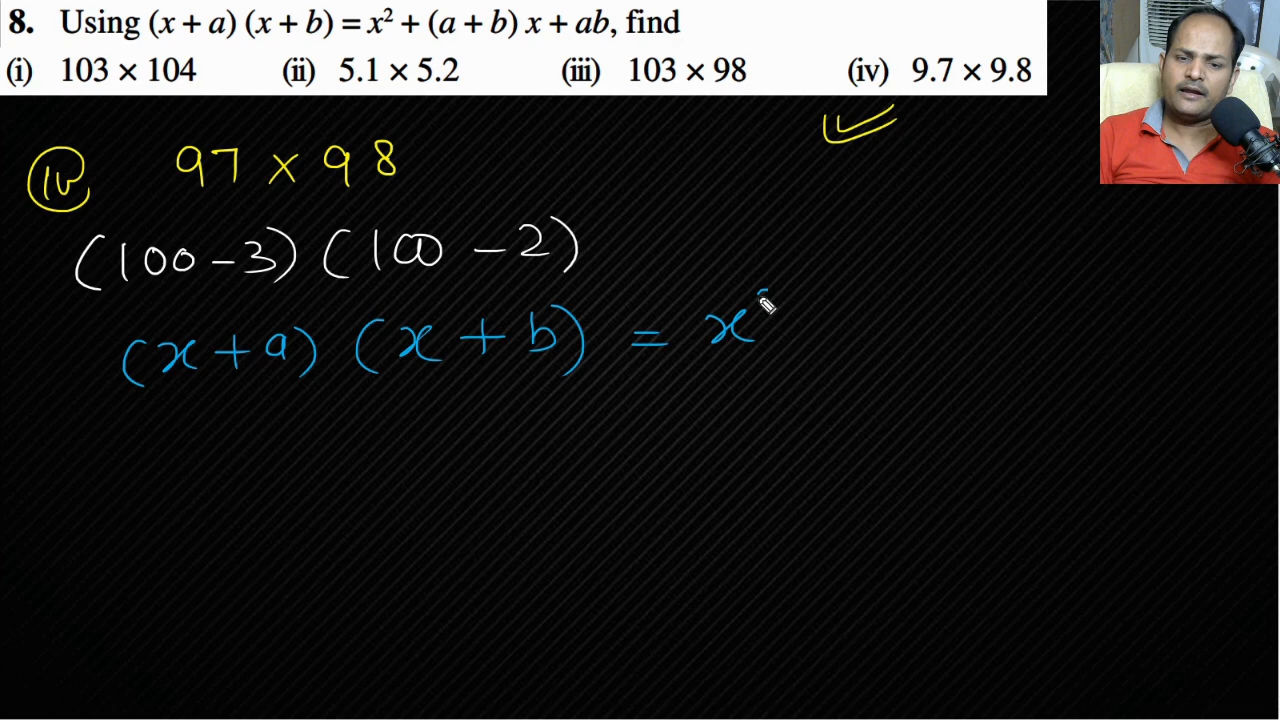 8. Using (x + a) (x + b) = x² + (a + b) x + ab, find
(i) 103 × 104 (ii) 5.1 × 5.2 (iii) 103 × 98 (iv) 9.7 × 9.8
iv 97 × 98
(100 - 3) (100 - 2)
(x + a) (x + b) = x